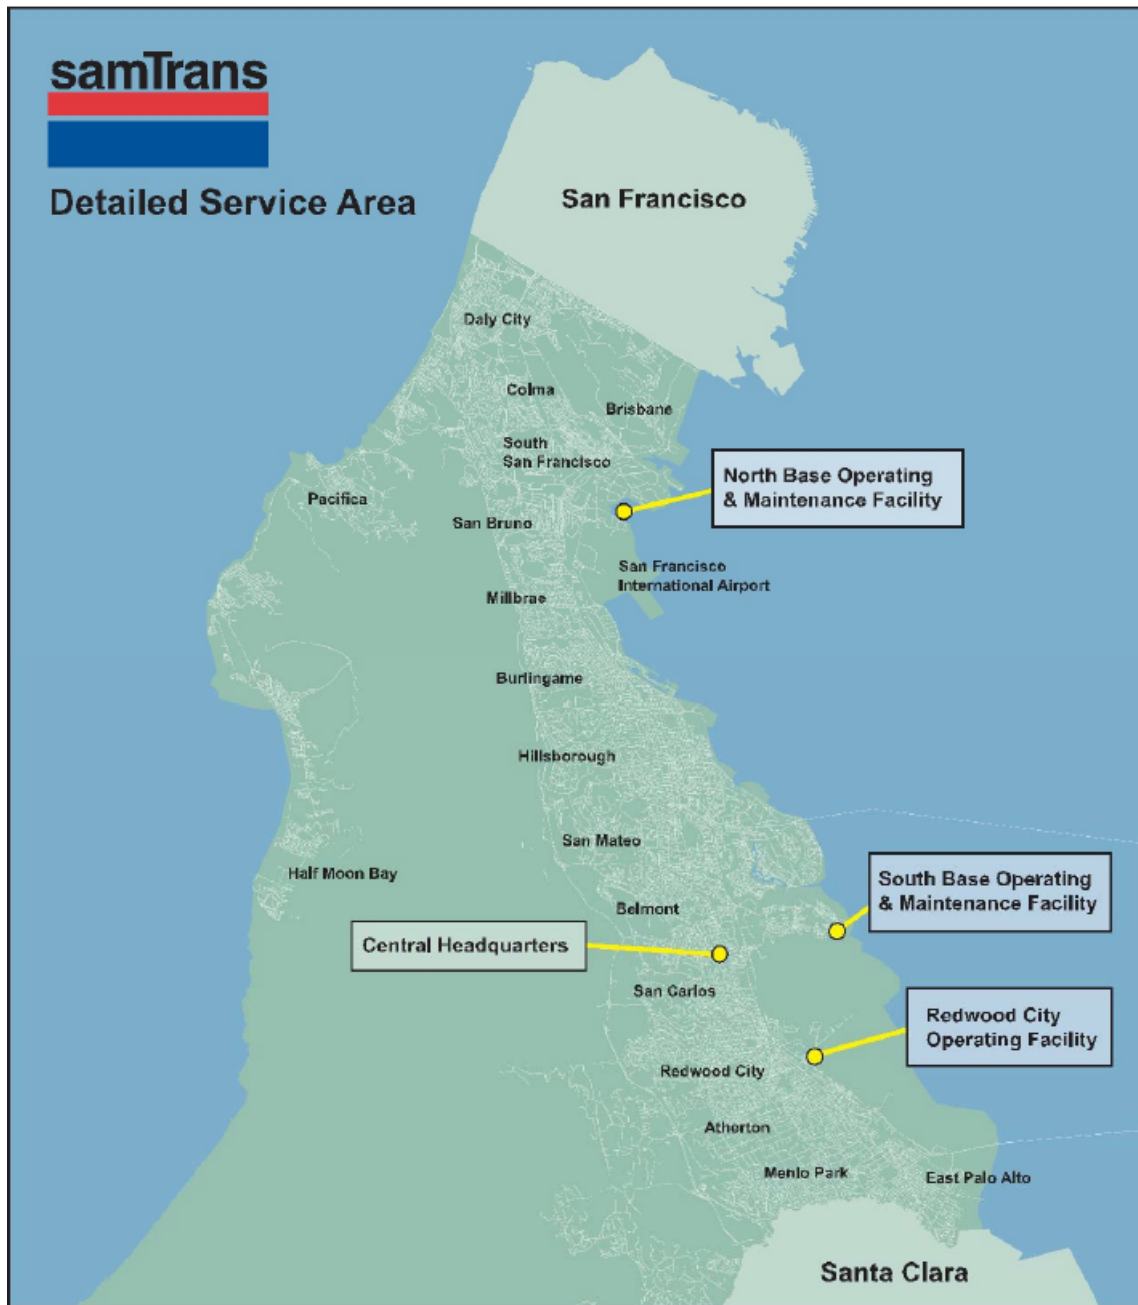 samTrans
Detailed Service Area
San Francisco
Daly City
Colma
Brisbane
South
San Francisco
North Base Operating
& Maintenance Facility
Pacifica
San Bruno
San Francisco
International Airport
Millbrae
Burlingame
Hillsborough
San Mateo
Half Moon Bay
South Base Operating
& Maintenance Facility
Belmont
Central Headquarters
San Carlos
Redwood City
Operating Facility
Redwood City
Atherton
Menlo Park
East Palo Alto
Santa Clara